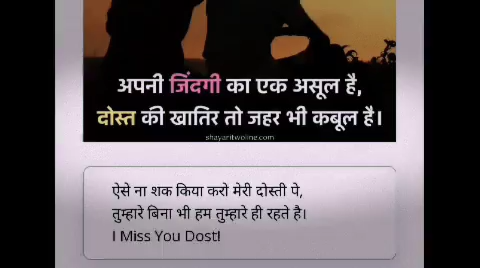 अपनी जिंदगी का एक असूल है,
दोस्त की खातिर तो जहर भी कबूल है।
shayaritwoline.com
ऐसे ना शक किया करो मेरी दोस्ती पे,
तुम्हारे बिना भी हम तुम्हारे ही रहते है।
I Miss You Dost!